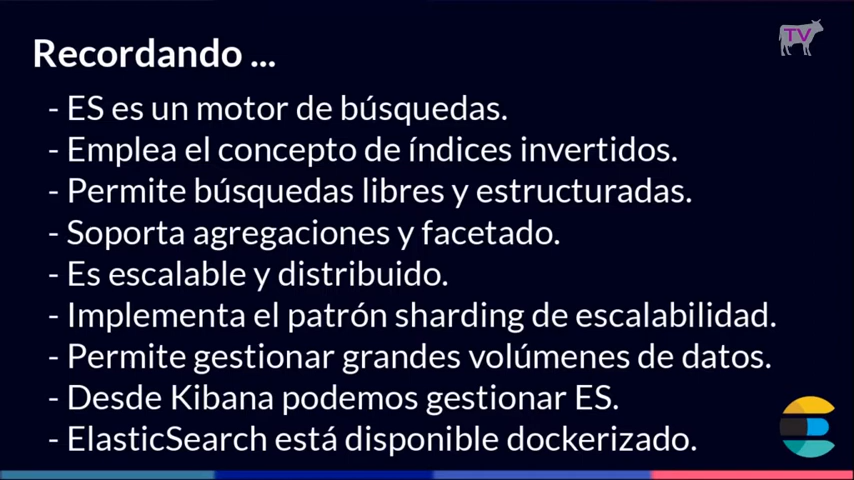 TV
Recordando ...
- ES es un motor de búsquedas.
- Emplea el concepto de índices invertidos.
- Permite búsquedas libres y estructuradas.
- Soporta agregaciones y facetado.
- Es escalable y distribuido.
- Implementa el patrón sharding de escalabilidad.
- Permite gestionar grandes volúmenes de datos.
- Desde Kibana podemos gestionar ES.
- ElasticSearch está disponible dockerizado.